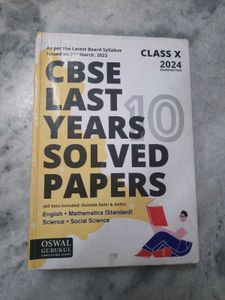 As per the Latest Board Syllabus
Issued on 31st March, 2023
CLASS X
2024
EXAMINATION
CBSE
LAST
YEARS 10
SOLVED
PAPERS
(All Sets Included: Outside Delhi & Delhi)
English • Mathematics (Standard)
Science • Social Science
OSWAL
GURUKUL